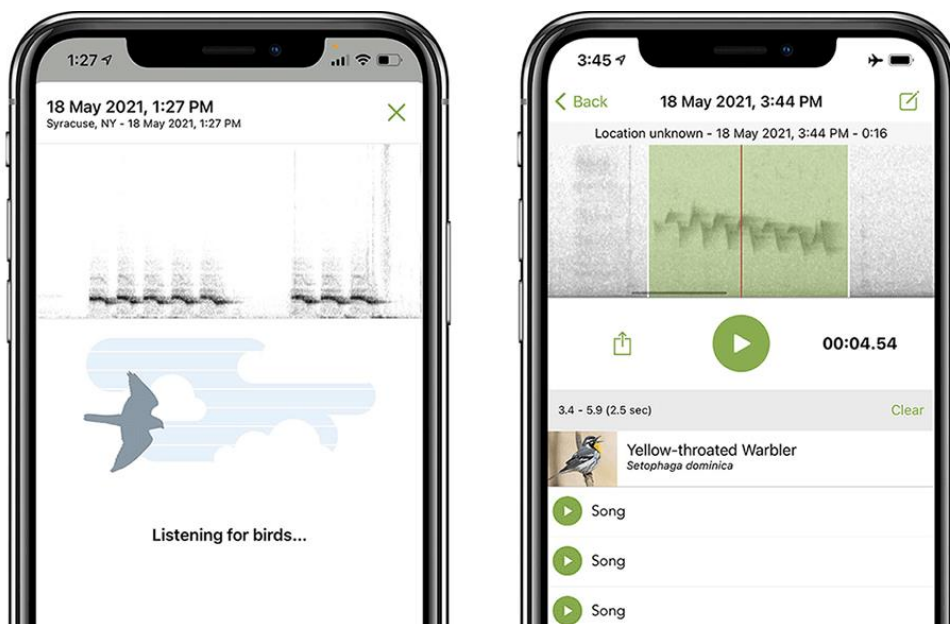 1:27
18 May 2021, 1:27 PM
Syracuse, NY - 18 May 2021, 1:27 PM
Listening for birds...
3:45
Back
18 May 2021, 3:44 PM
Location unknown - 18 May 2021, 3:44 PM - 0:16
00:04.54
3.4 - 5.9 (2.5 sec)
Clear
Yellow-throated Warbler
Setophaga dominica
Song
Song
Song